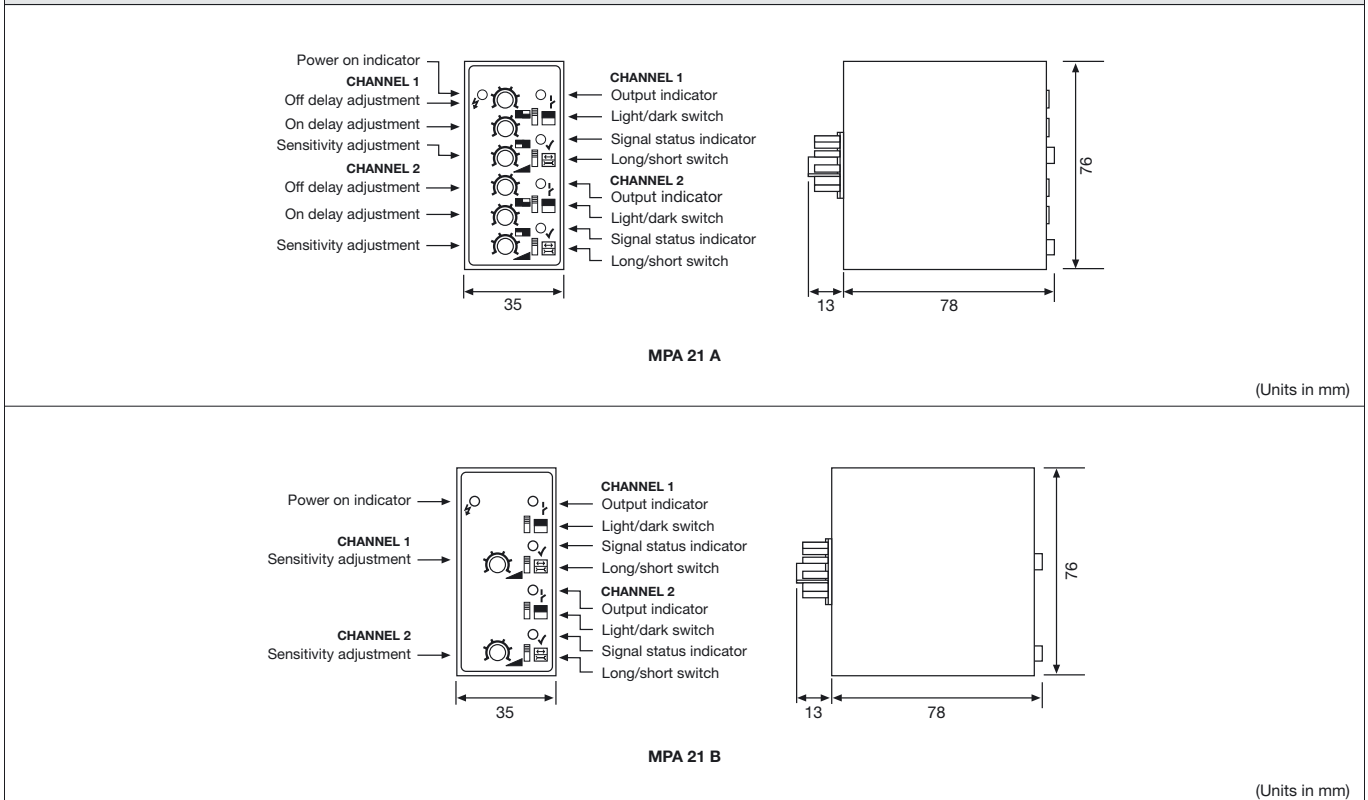 Power on indicator
CHANNEL 1
Off delay adjustment
On delay adjustment
Sensitivity adjustment
CHANNEL 2
Off delay adjustment
On delay adjustment
Sensitivity adjustment
CHANNEL 1
Output indicator
Light/dark switch
Signal status indicator
Long/short switch
CHANNEL 2
Output indicator
Light/dark switch
Signal status indicator
Long/short switch
35
13
78
76
MPA 21 A
(Units in mm)
Power on indicator
CHANNEL 1
Sensitivity adjustment
CHANNEL 2
Sensitivity adjustment
CHANNEL 1
Output indicator
Light/dark switch
Signal status indicator
Long/short switch
CHANNEL 2
Output indicator
Light/dark switch
Signal status indicator
Long/short switch
35
13
78
76
MPA 21 B
(Units in mm)